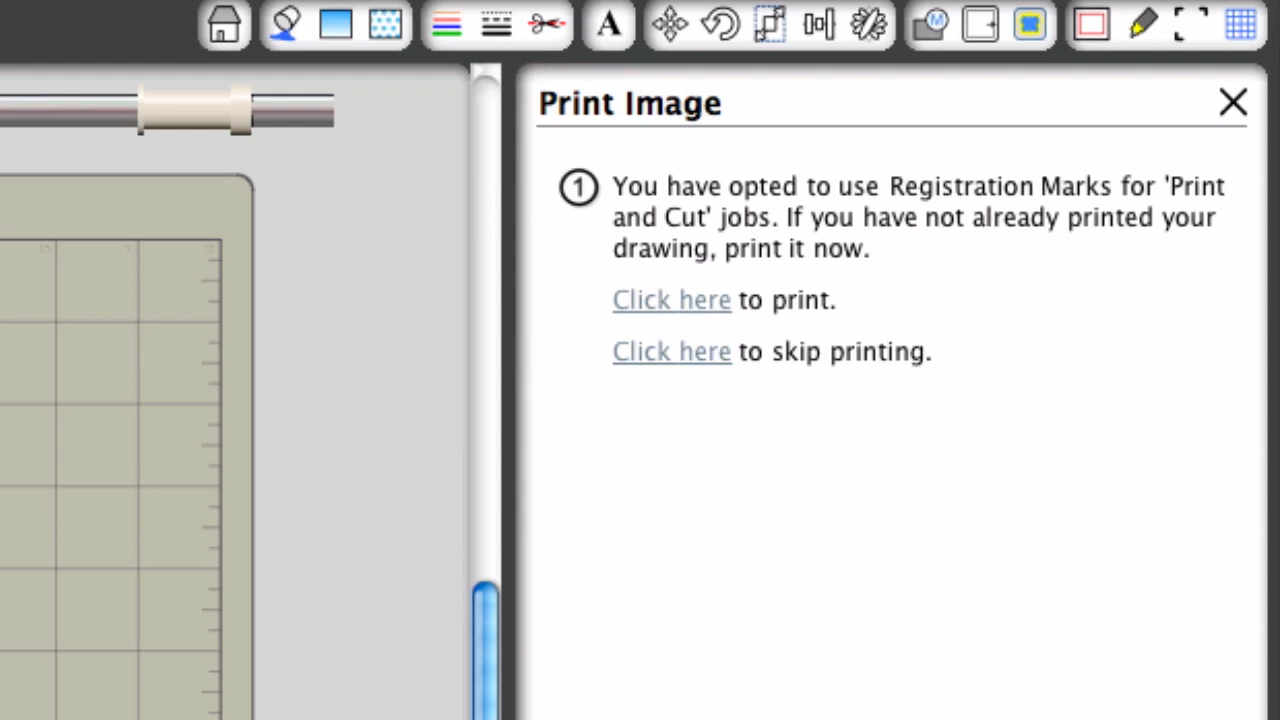 A
M
Print Image
1 You have opted to use Registration Marks for 'Print
and Cut' jobs. If you have not already printed your
drawing, print it now.
Click here to print.
Click here to skip printing.